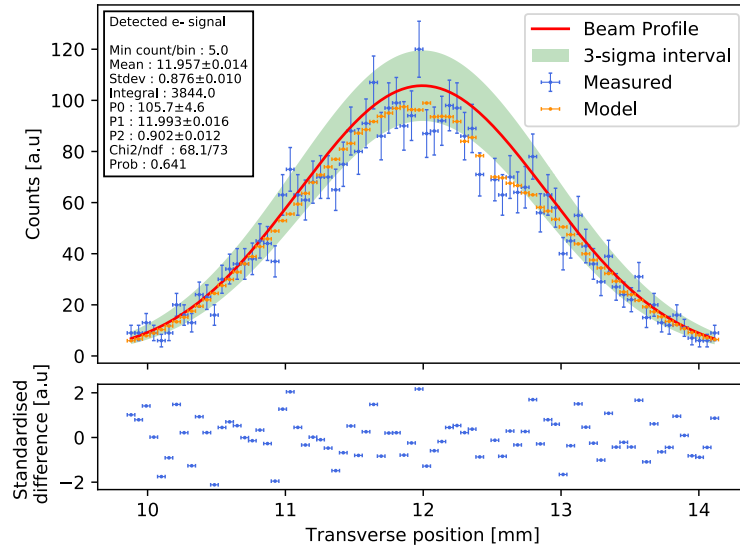 Detected e- signal
Min count/bin : 5.0
Mean : 11.957±0.014
Stdev : 0.876±0.010
Integral : 3844.0
P0 : 105.7±4.6
P1 : 11.993±0.016
P2 : 0.902±0.012
Chi2/ndf : 68.1/73
Prob : 0.641
Beam Profile
3-sigma interval
Measured
Model
Counts [a.u]
120
100
80
60
40
20
0
Standardised
difference [a.u]
2
0
−2
10
11
12
13
14
Transverse position [mm]